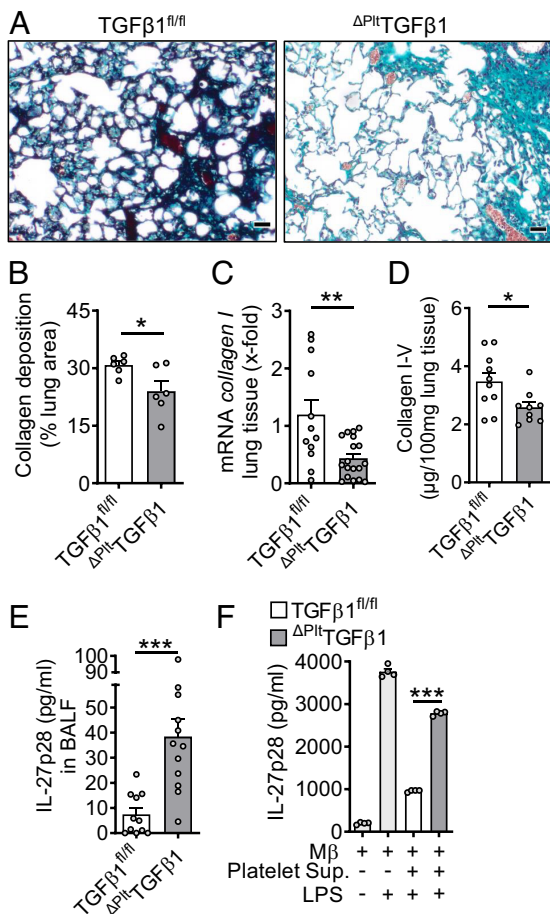 A
TGFβ1fl/fl
ΔPltTGFβ1
B
Collagen deposition
(% lung area)
45
30
15
0
*
TGFβ1fl/fl
ΔPltTGFβ1
C
mRNA collagen I
lung tissue (x-fold)
3
2
1
0
**
TGFβ1fl/fl
ΔPltTGFβ1
D
Collagen I-V
(µg/100mg lung tissue)
6
4
2
0
*
TGFβ1fl/fl
ΔPltTGFβ1
E
IL-27p28 (pg/ml)
in BALF
100
90
60
50
40
30
20
10
0
***
TGFβ1fl/fl
ΔPltTGFβ1
F
TGFβ1fl/fl
ΔPltTGFβ1
IL-27p28 (pg/ml)
4000
3000
2000
1000
0
***
Mβ + + + +
Platelet Sup. - - + +
LPS - + + +